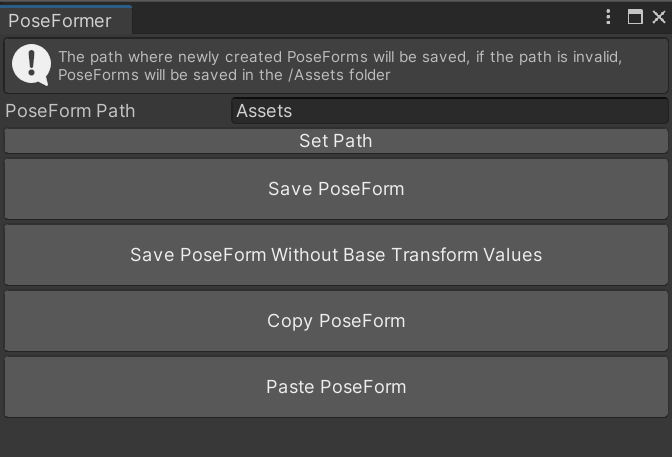 PoseFormer
The path where newly created PoseForms will be saved, if the path is invalid,
PoseForms will be saved in the /Assets folder
PoseForm Path Assets
Set Path
Save PoseForm
Save PoseForm Without Base Transform Values
Copy PoseForm
Paste PoseForm